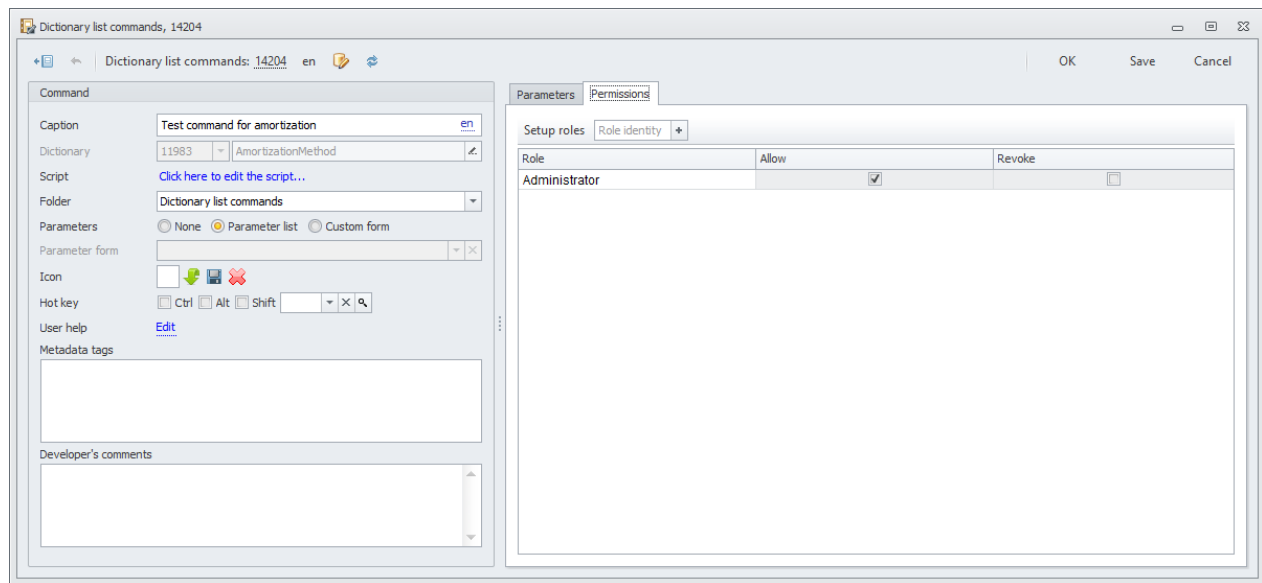 Dictionary list commands, 14204
Dictionary list commands: 14204 en
OK Save Cancel
Command
Caption Test command for amortization en
Dictionary 11983 AmortizationMethod
Script Click here to edit the script...
Folder Dictionary list commands
Parameters None Parameter list Custom form
Parameter form
Icon
Hot key Ctrl Alt Shift
User help Edit
Metadata tags
Developer's comments
Parameters Permissions
Setup roles Role identity +
Role Allow Revoke
Administrator